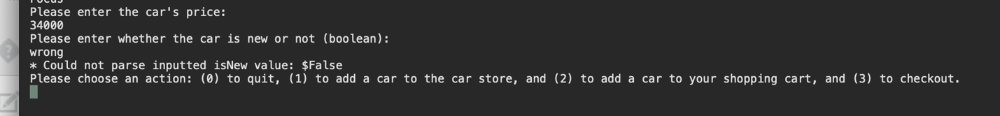 Please enter the car's price:
34000
Please enter whether the car is new or not (boolean):
wrong
* Could not parse inputted isNew value: $False
Please choose an action: (0) to quit, (1) to add a car to the car store, and (2) to add a car to your shopping cart, and (3) to checkout.